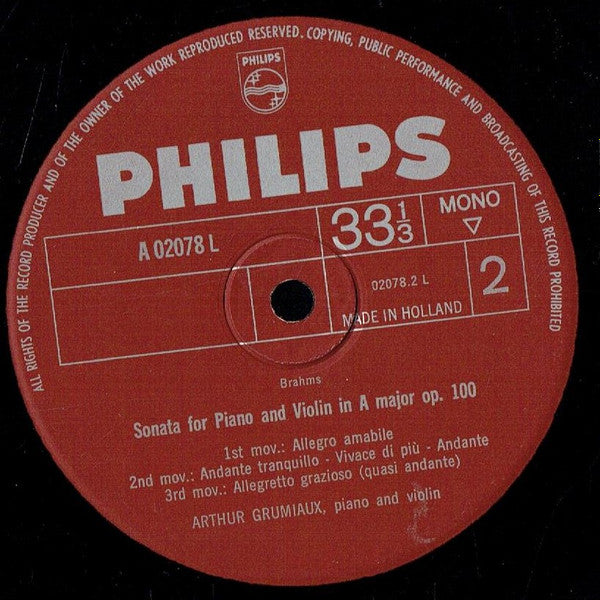 ALL RIGHTS OF THE RECORD PRODUCER AND OF THE OWNER OF THE WORK REPRODUCED RESERVED. COPYING, PUBLIC PERFORMANCE AND BROADCASTING OF THIS RECORD PROHIBITED
PHILIPS
PHILIPS
A 02078 L
33 1/3
MONO
▽
02078.2 L
2
MADE IN HOLLAND
Brahms
Sonata for Piano and Violin in A major op. 100
1st mov.: Allegro amabile
2nd mov.: Andante tranquillo - Vivace di più - Andante
3rd mov.: Allegretto grazioso (quasi andante)
ARTHUR GRUMIAUX, piano and violin